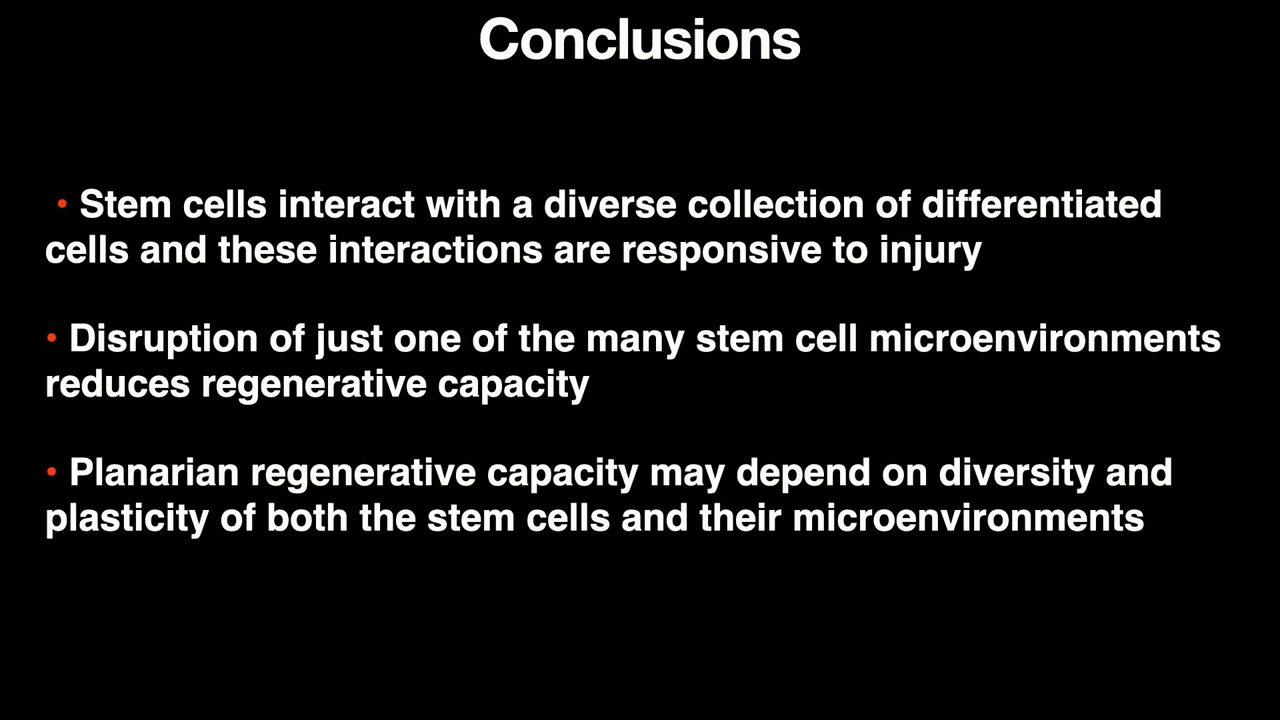 Conclusions
• Stem cells interact with a diverse collection of differentiated
cells and these interactions are responsive to injury
• Disruption of just one of the many stem cell microenvironments
reduces regenerative capacity
• Planarian regenerative capacity may depend on diversity and
plasticity of both the stem cells and their microenvironments